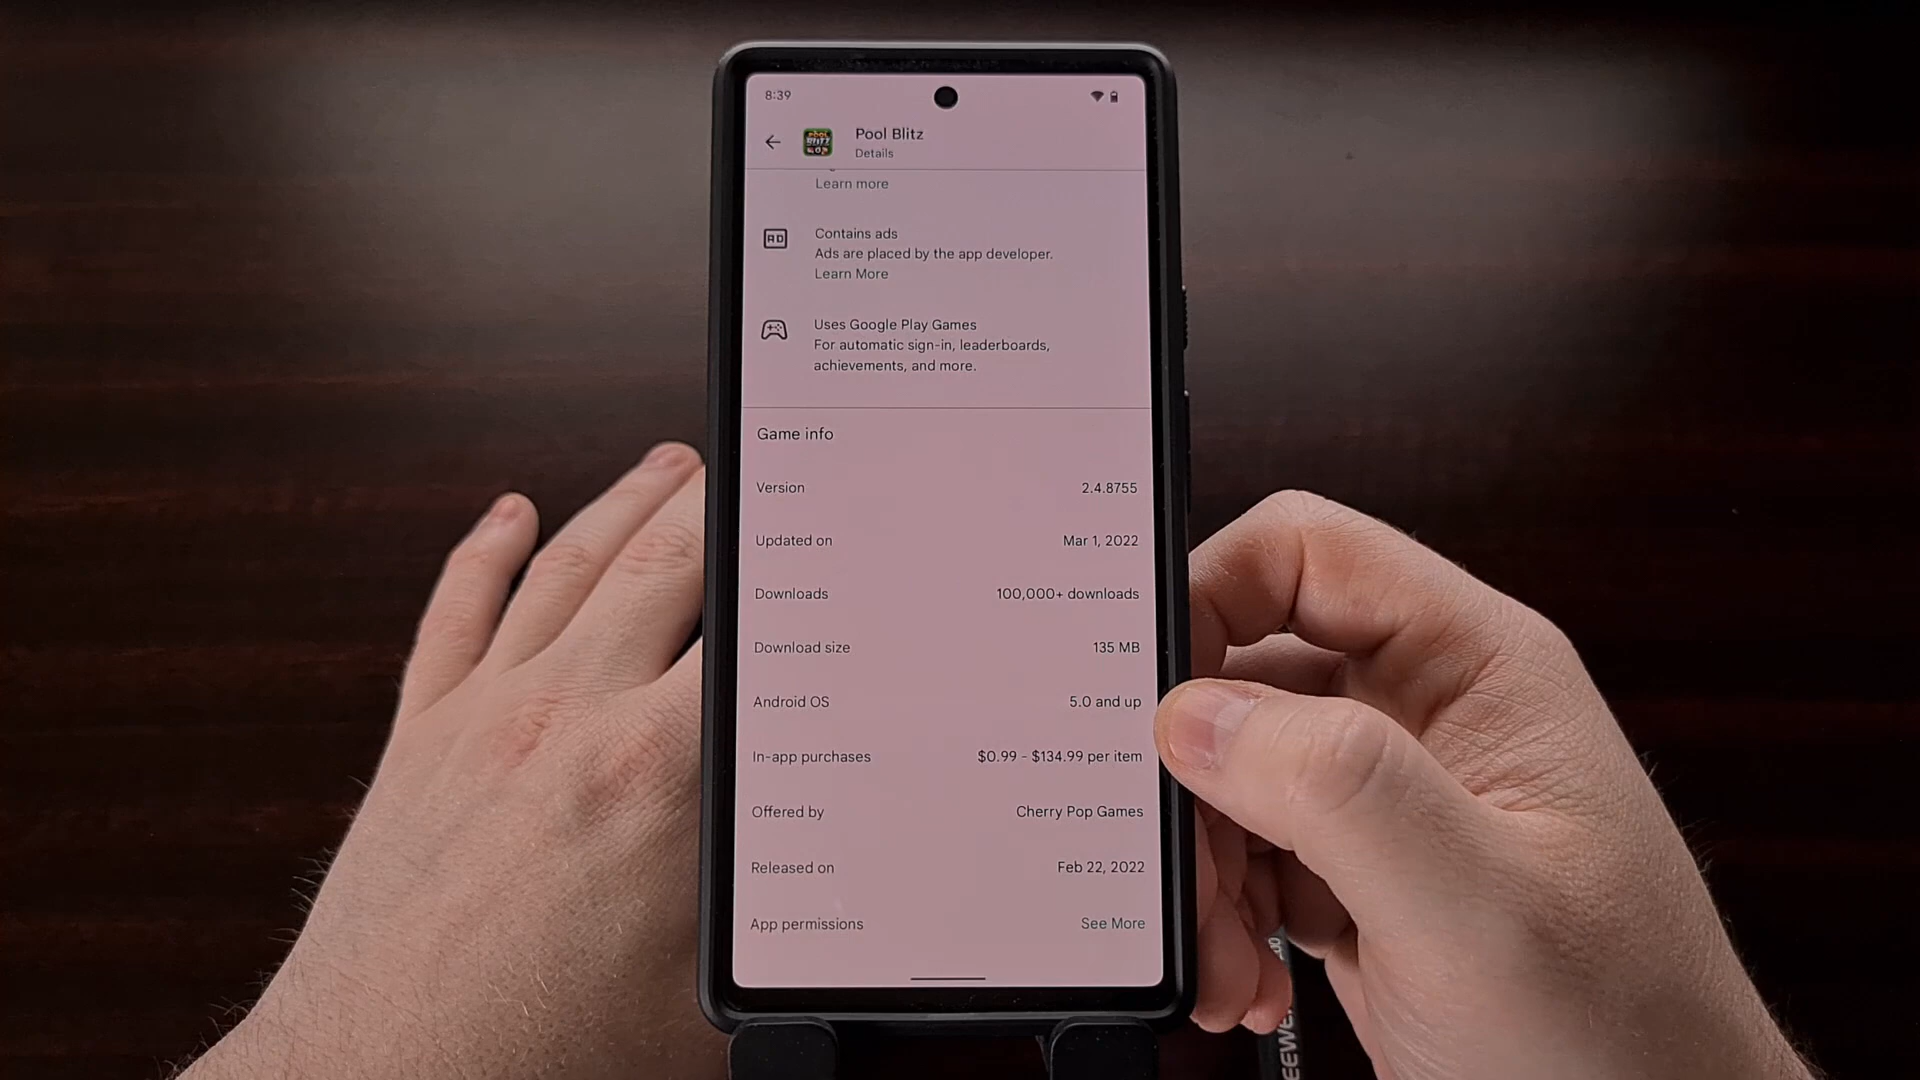 8:39
Pool Blitz
Details
POOL
BLITZ
Learn more
AD
Contains ads
Ads are placed by the app developer.
Learn More
Uses Google Play Games
For automatic sign-in, leaderboards,
achievements, and more.
Game info
Version 2.4.8755
Updated on Mar 1, 2022
Downloads 100,000+ downloads
Download size 135 MB
Android OS 5.0 and up
In-app purchases $0.99 - $134.99 per item
Offered by Cherry Pop Games
Released on Feb 22, 2022
App permissions See More